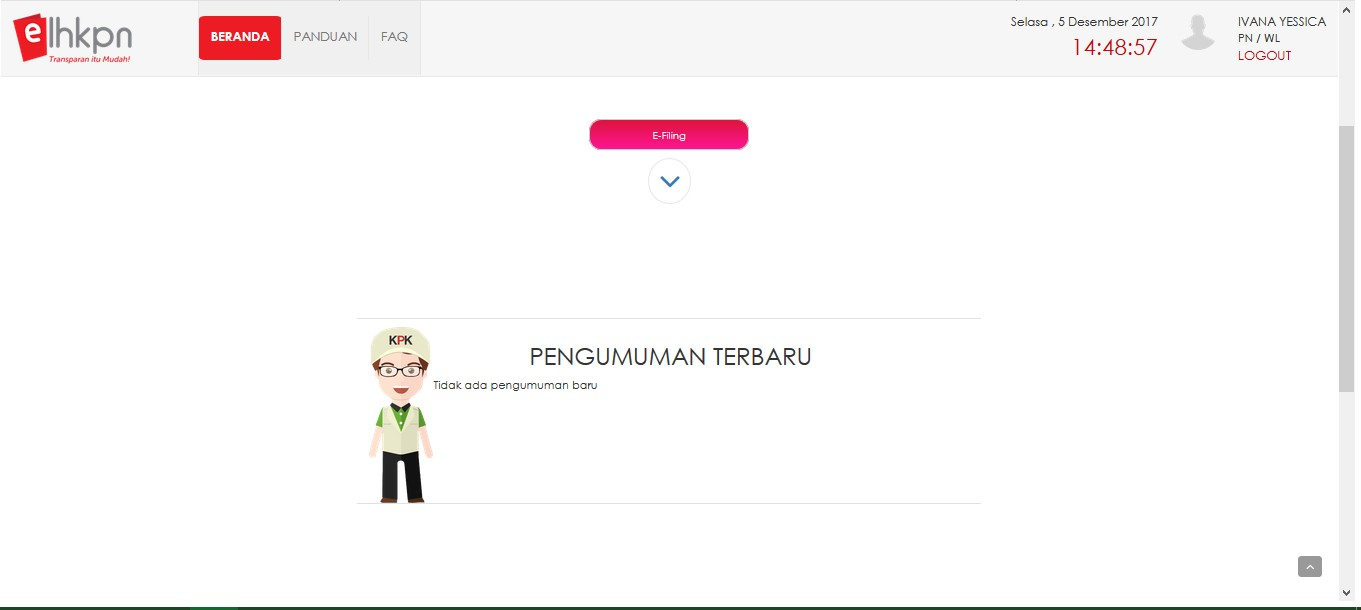 elhkpn
Transparan itu Mudah!
BERANDA
PANDUAN
FAQ
Selasa , 5 Desember 2017
14:48:57
IVANA YESSICA
PN / WL
LOGOUT
E-Filing
KPK
PENGUMUMAN TERBARU
Tidak ada pengumuman baru